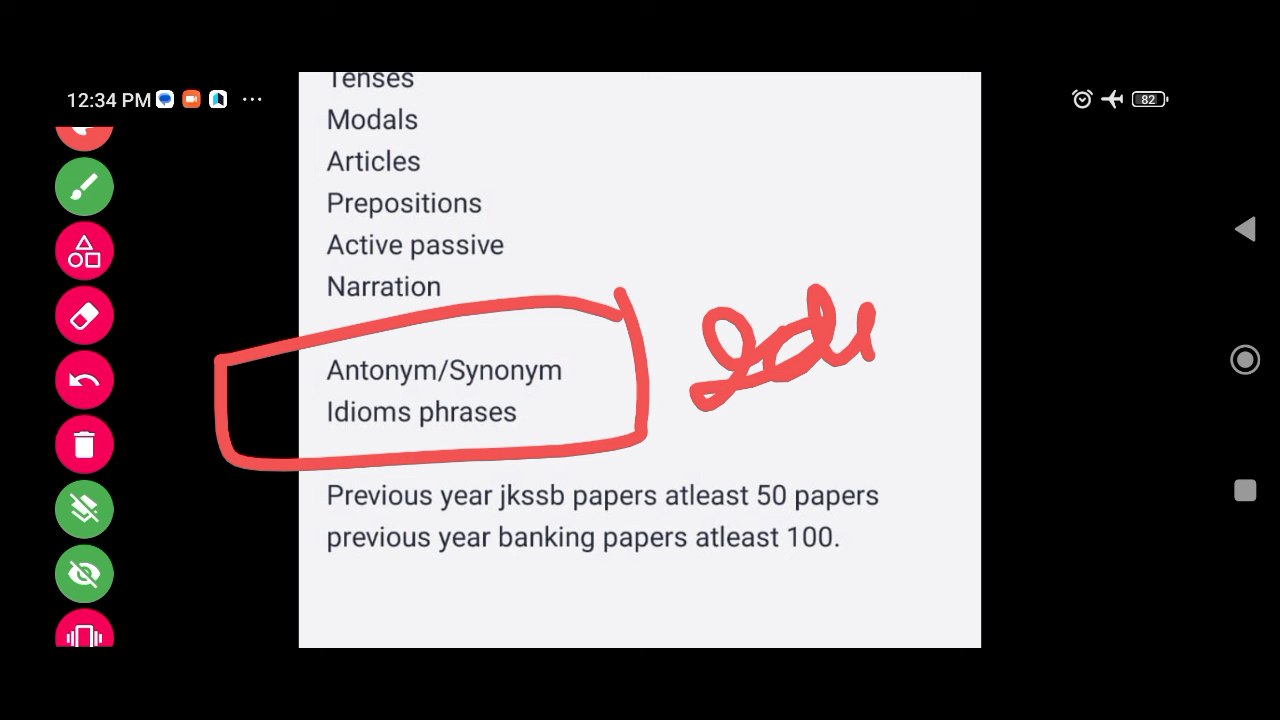 12:34 PM
82
Tenses
Modals
Articles
Prepositions
Active passive
Narration
Antonym/Synonym
Idioms phrases
Previous year jkssb papers atleast 50 papers
previous year banking papers atleast 100.